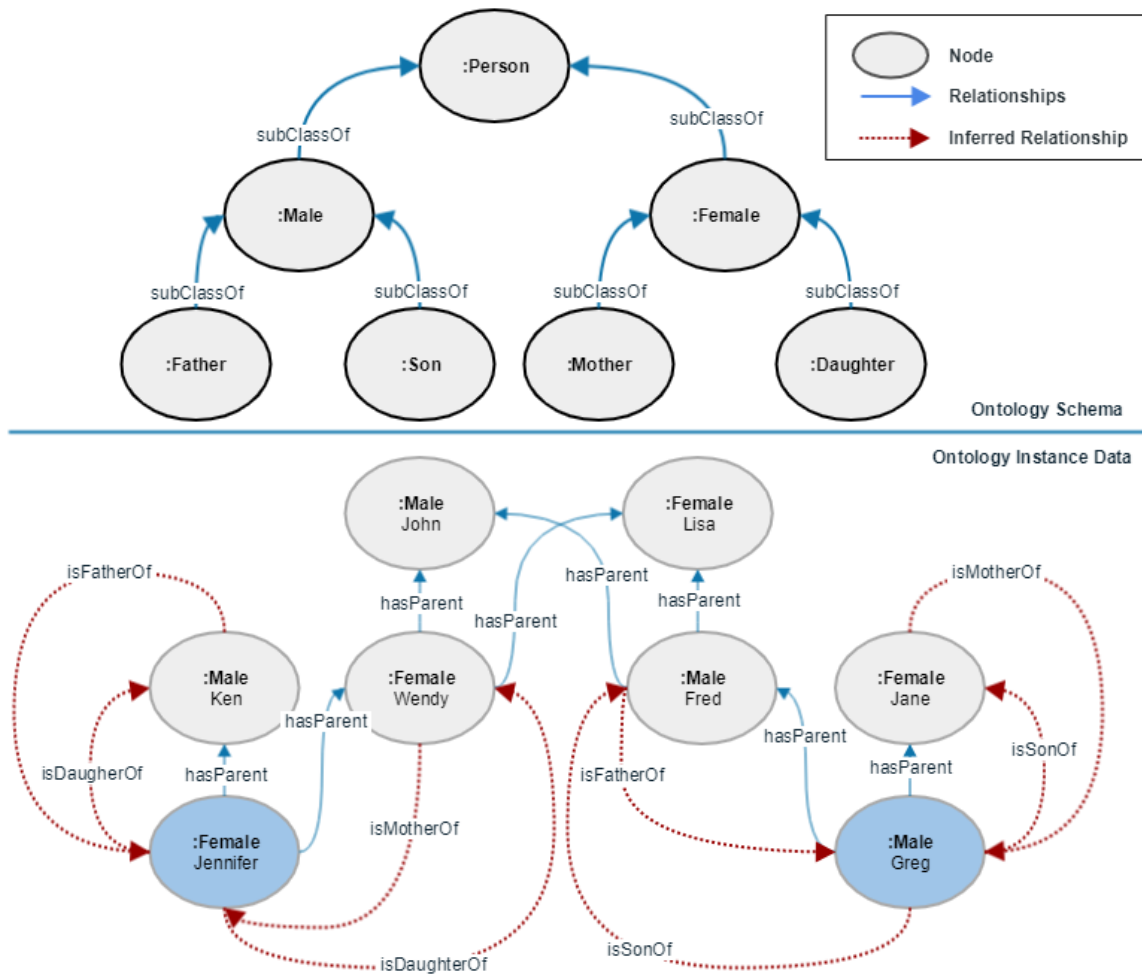 :Person
Node
Relationships
Inferred Relationship
subClassOf
subClassOf
:Male
:Female
subClassOf
subClassOf
subClassOf
subClassOf
:Father
:Son
:Mother
:Daughter
Ontology Schema
Ontology Instance Data
:Male
John
:Female
Lisa
isFatherOf
hasParent
isMotherOf
hasParent
hasParent
hasParent
:Male
Ken
:Female
Wendy
:Male
Fred
:Female
Jane
hasParent
hasParent
isSonOf
isDaugherOf
hasParent
isFatherOf
hasParent
isMotherOf
:Female
Jennifer
:Male
Greg
isSonOf
isDaughterOf